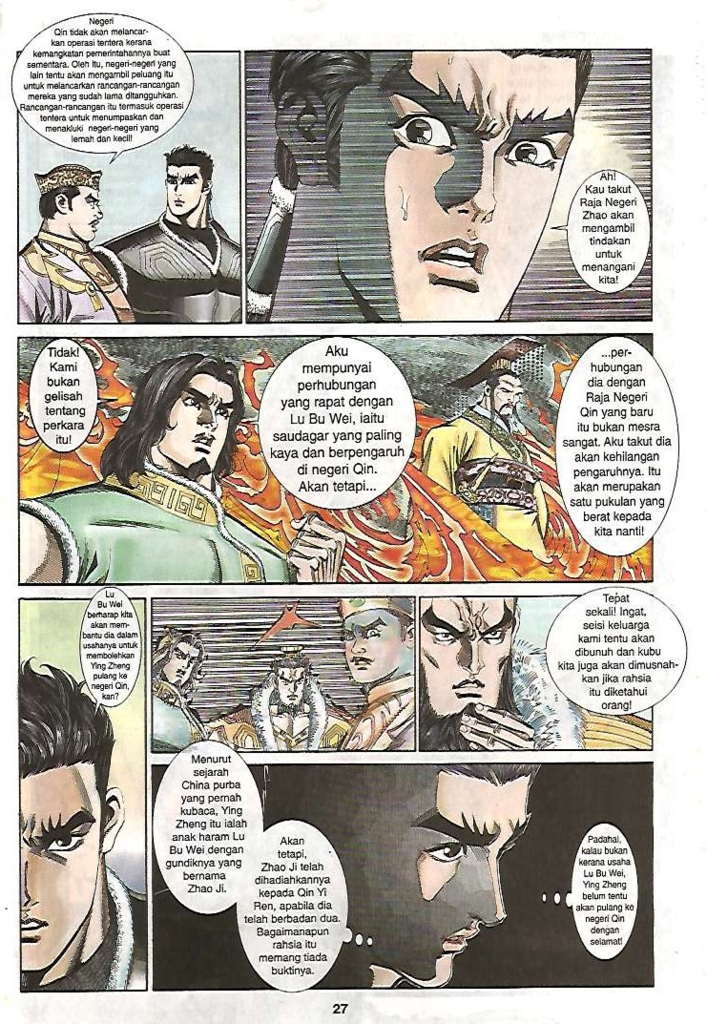 Negeri
Qin tidak akan melancar-
kan operasi tentera kerana
kemangkatan pemerintahannya buat
sementara. Oleh itu, negeri-negeri yang
lain tentu akan mengambil peluang itu
untuk melancarkan rancangan-rancangan
mereka yang sudah lama ditangguhkan.
Rancangan-rancangan itu termasuk operasi
tentera untuk menumpaskan dan
menakluki negeri-negeri yang
lemah dan kecil!
Ah!
Kau takut
Raja Negeri
Zhao akan
mengambil
tindakan
untuk
menangani
kita!
Tidak!
Kami
bukan
gelisah
tentang
perkara
itu!
Aku
mempunyai
perhubungan
yang rapat dengan
Lu Bu Wei, iaitu
saudagar yang paling
kaya dan berpengaruh
di negeri Qin.
Akan tetapi...
...per-
hubungan
dia dengan
Raja Negeri
Qin yang baru
itu bukan mesra
sangat. Aku takut dia
akan kehilangan
pengaruhnya. Itu
akan merupakan
satu pukulan yang
berat kepada
kita nanti!
Lu
Bu Wei
berharap kita
akan mem-
bantu dia dalam
usahanya untuk
membolehkan
Ying Zheng
pulang ke
negeri Qin,
kan?
Tepat
sekali! Ingat,
seisi keluarga
kami tentu akan
dibunuh dan kubu
kita juga akan dimusnah-
kan jika rahsia
itu diketahui
orang!
Menurut
sejarah
China purba
yang pernah
kubaca, Ying
Zheng itu ialah
anak haram Lu
Bu Wei dengan
gundiknya yang
bernama
Zhao Ji.
Akan
tetapi,
Zhao Ji telah
dihadiahkannya
kepada Qin Yi
Ren, apabila dia
telah berbadan dua.
Bagaimanapun
rahsia itu
memang tiada
buktinya.
Padahal,
kalau bukan
kerana usaha
Lu Bu Wei,
Ying Zheng
belum tentu
akan pulang ke
negeri Qin
dengan
selamat!
27